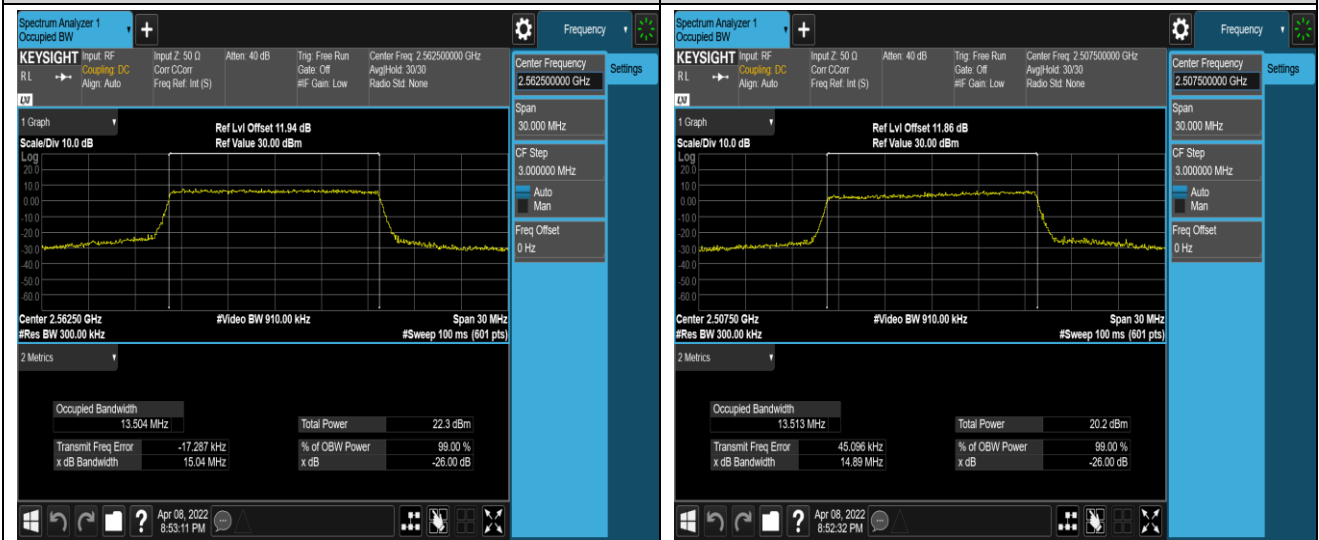 Spectrum Analyzer 1
Occupied BW
+
Frequency
KEYSIGHT
R L
LXI
Input: RF
Coupling: DC
Align: Auto
Input Z: 50 Ω
Corr CCorr
Freq Ref: Int (S)
Atten: 40 dB
Trig: Free Run
Gate: Off
#IF Gain: Low
Center Freq: 2.562500000 GHz
Avg|Hold: 30/30
Radio Std: None
Center Frequency
2.562500000 GHz
Settings
Span
30.000 MHz
CF Step
3.000000 MHz
Auto
Man
Freq Offset
0 Hz
1 Graph
Scale/Div 10.0 dB
Ref Lvl Offset 11.94 dB
Ref Value 30.00 dBm
Log
20.0
10.0
0.00
-10.0
-20.0
-30.0
-40.0
-50.0
-60.0
Center 2.56250 GHz
#Video BW 910.00 kHz
Span 30 MHz
#Res BW 300.00 kHz
#Sweep 100 ms (601 pts)
2 Metrics
Occupied Bandwidth
13.504 MHz
Total Power 22.3 dBm
Transmit Freq Error -17.287 kHz
% of OBW Power 99.00 %
x dB Bandwidth 15.04 MHz
x dB -26.00 dB
?
Apr 08, 2022
8:53:11 PM
Spectrum Analyzer 1
Occupied BW
+
Frequency
KEYSIGHT
R L
LXI
Input: RF
Coupling: DC
Align: Auto
Input Z: 50 Ω
Corr CCorr
Freq Ref: Int (S)
Atten: 40 dB
Trig: Free Run
Gate: Off
#IF Gain: Low
Center Freq: 2.507500000 GHz
Avg|Hold: 30/30
Radio Std: None
Center Frequency
2.507500000 GHz
Settings
Span
30.000 MHz
CF Step
3.000000 MHz
Auto
Man
Freq Offset
0 Hz
1 Graph
Scale/Div 10.0 dB
Ref Lvl Offset 11.86 dB
Ref Value 30.00 dBm
Log
20.0
10.0
0.00
-10.0
-20.0
-30.0
-40.0
-50.0
-60.0
Center 2.50750 GHz
#Video BW 910.00 kHz
Span 30 MHz
#Res BW 300.00 kHz
#Sweep 100 ms (601 pts)
2 Metrics
Occupied Bandwidth
13.513 MHz
Total Power 20.2 dBm
Transmit Freq Error 45.096 kHz
% of OBW Power 99.00 %
x dB Bandwidth 14.89 MHz
x dB -26.00 dB
?
Apr 08, 2022
8:52:32 PM